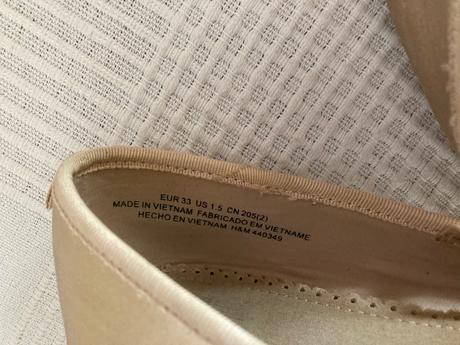 EUR 33 US 1.5 CN 205(2)
MADE IN VIETNAM FABRICADO EM VIETNAME
HECHO EN VIETNAM H&M 440349